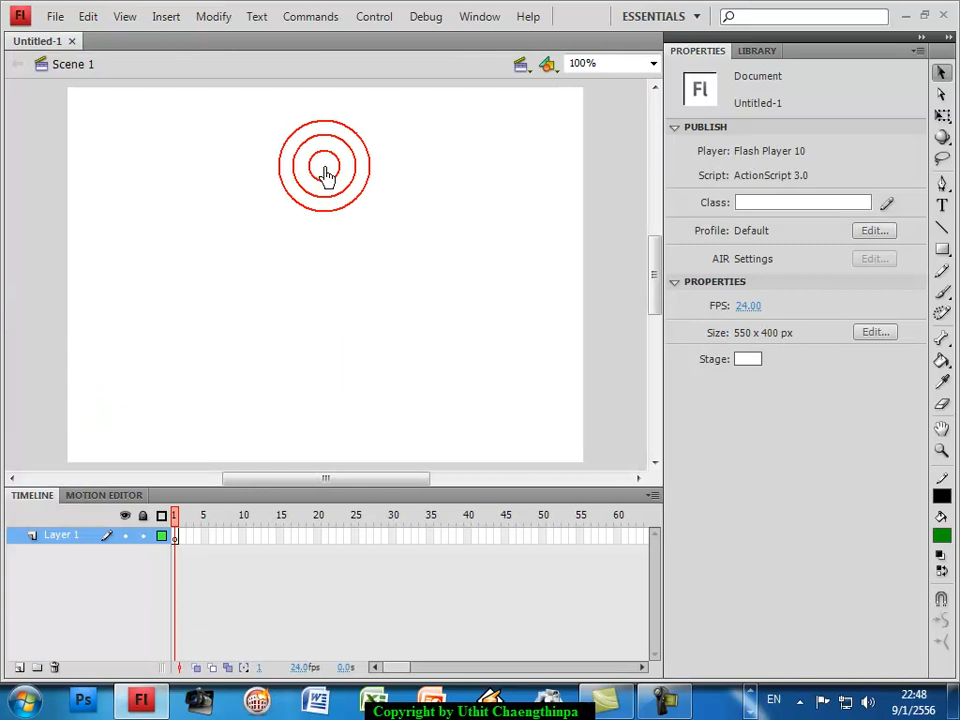 Fl File Edit View Insert Modify Text Commands Control Debug Window Help ESSENTIALS
Untitled-1
Scene 1 100%
PROPERTIES LIBRARY
Fl Document
Untitled-1
PUBLISH
Player: Flash Player 10
Script: ActionScript 3.0
Class:
Profile: Default Edit...
AIR Settings Edit...
PROPERTIES
FPS: 24.00
Size: 550 x 400 px Edit...
Stage:
TIMELINE MOTION EDITOR
1 5 10 15 20 25 30 35 40 45 50 55 60
Layer 1
1 24.0fps 0.0s
Ps Fl W EN 22:48
9/1/2556
Copyright by Uthit Chaengthinpa